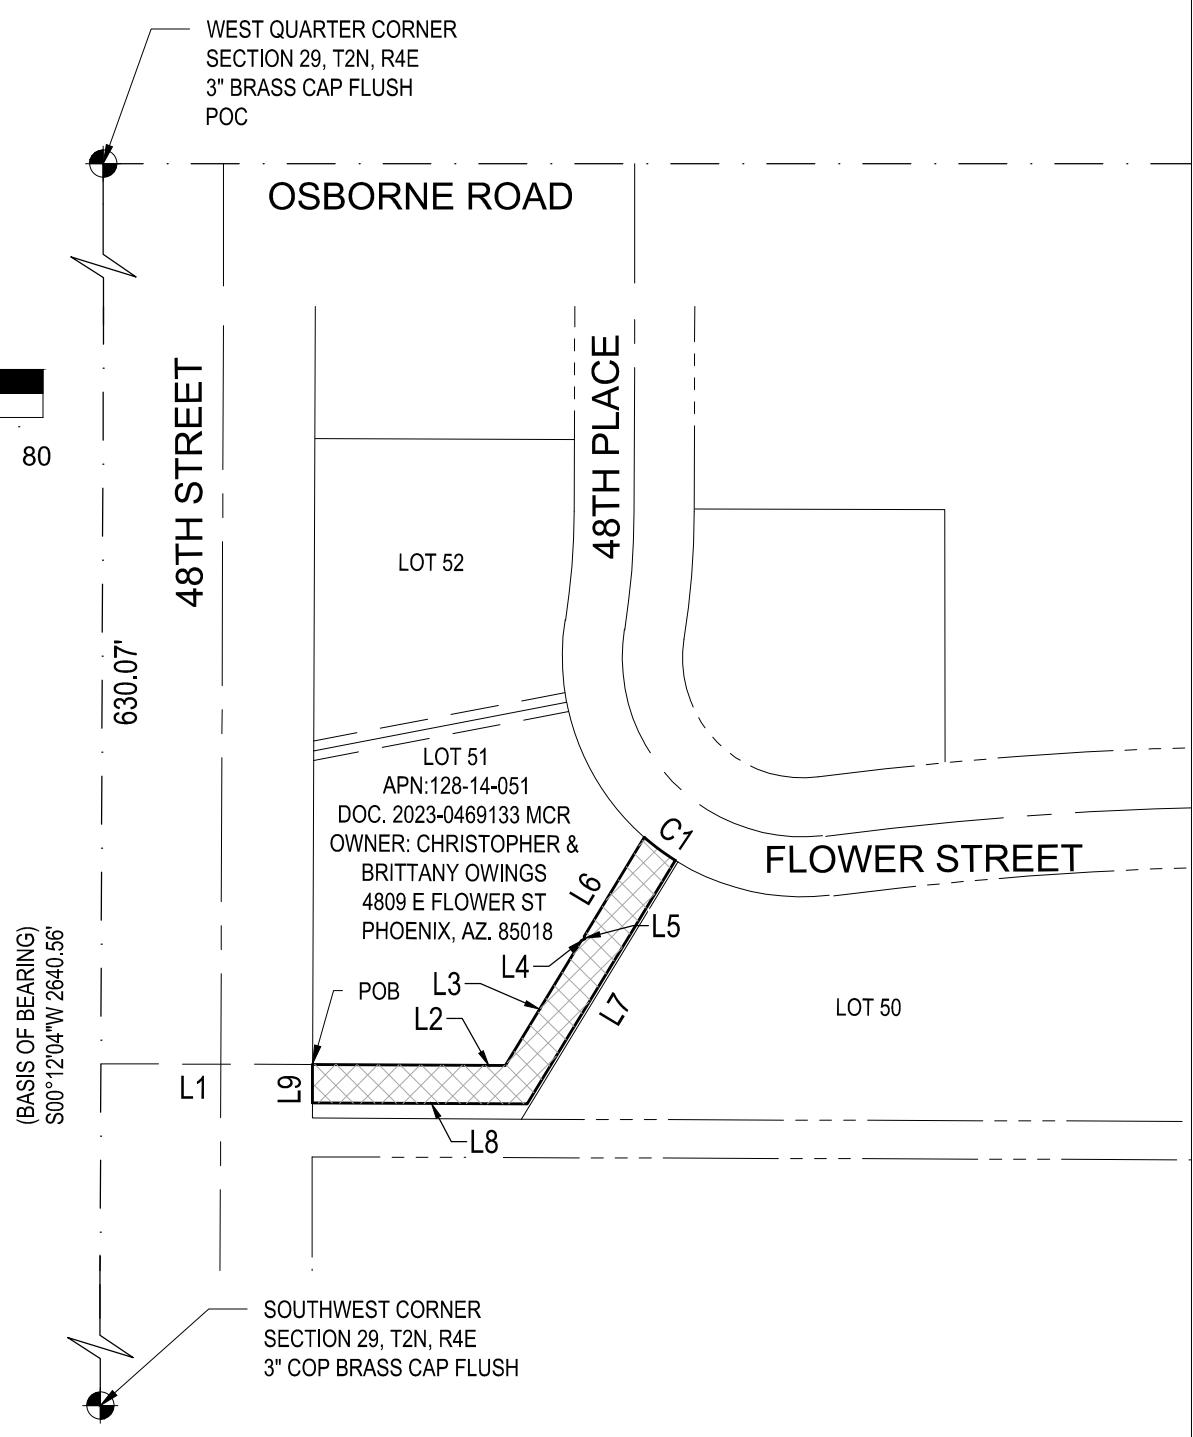 WEST QUARTER CORNER
SECTION 29, T2N, R4E
3" BRASS CAP FLUSH
POC
OSBORNE ROAD
48TH STREET
48TH PLACE
80
LOT 52
630.07'
LOT 51
APN:128-14-051
DOC. 2023-0469133 MCR
OWNER: CHRISTOPHER &
BRITTANY OWINGS
4809 E FLOWER ST
PHOENIX, AZ. 85018
C1
FLOWER STREET
L6
L5
L4
L3
L2
POB
L7
LOT 50
(BASIS OF BEARING)
S00°12'04"W 2640.56'
L1
L9
L8
SOUTHWEST CORNER
SECTION 29, T2N, R4E
3" COP BRASS CAP FLUSH